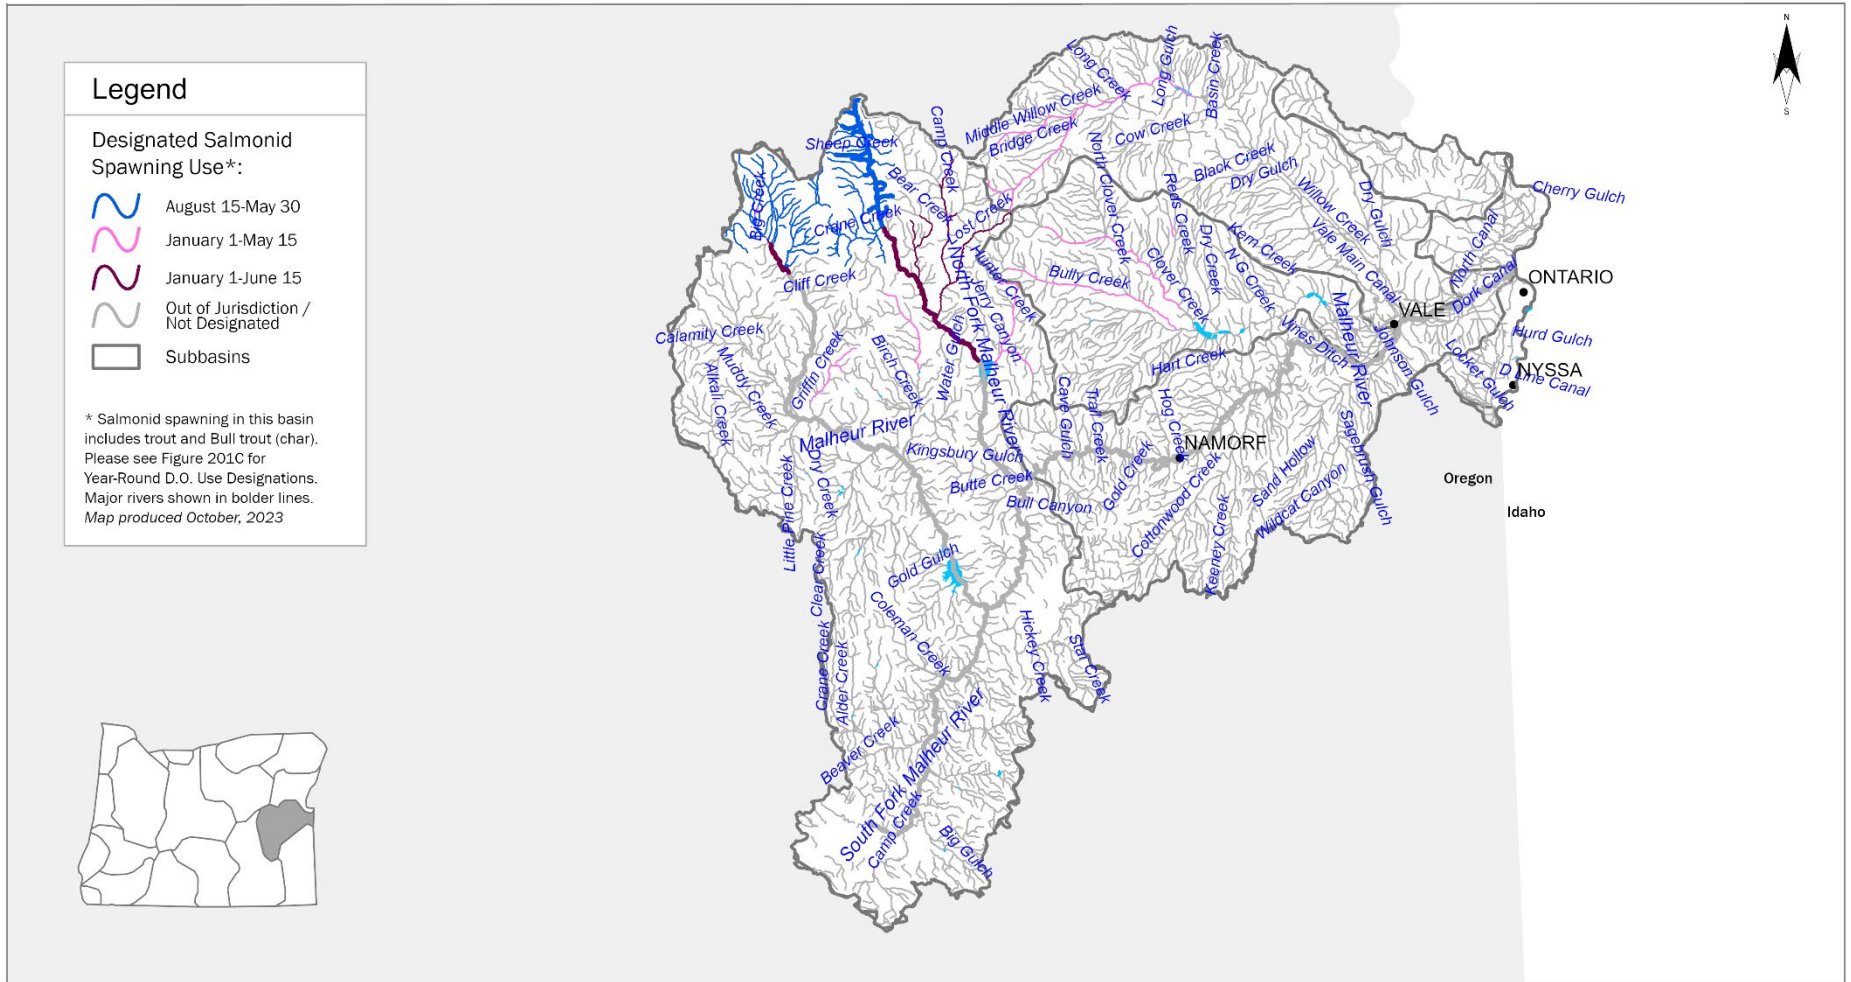 Legend
Designated Salmonid
Spawning Use*:
August 15-May 30
January 1-May 15
January 1-June 15
Out of Jurisdiction /
Not Designated
Subbasins
* Salmonid spawning in this basin
includes trout and Bull trout (char).
Please see Figure 201C for
Year-Round D.O. Use Designations.
Major rivers shown in bolder lines.
Map produced October, 2023
N
S
Long Creek
Long Gulch
Basin Creek
Middle Willow Creek
Bridge Creek
Cow Creek
Camp Creek
Sheep Creek
Bear Creek
Big Creek
Crane Creek
Lost Creek
North Clover Creek
Reds Creek
Black Creek
Dry Gulch
Willow Creek
Dry Gulch
Cherry Gulch
Vale Main Canal
North Canal
Kern Creek
Dry Creek
N G Creek
Clover Creek
Bully Creek
Hunter Creek
Jerry Canyon
North Fork Malheur River
Cliff Creek
Dork Canal
ONTARIO
VALE
Malheur River
Vines Ditch
Johnson Gulch
Hurd Gulch
Locket Gulch
NYSSA
D Line Canal
Calamity Creek
Muddy Creek
Alkali Creek
Griffin Creek
Birch Creek
Water Gulch
Hart Creek
Malheur River
Kingsbury Gulch
Cave Gulch
Trail Creek
Hog Creek
NAMORF
Gold Creek
Cottonwood Creek
Sand Hollow
Sagebrush Gulch
Wildcat Canyon
Keeney Creek
Butte Creek
Bull Canyon
Little Pine Creek
Dry Creek
Clear Creek
Gold Gulch
Coleman Creek
Hickey Creek
Star Creek
Crane Creek
Alder Creek
Beaver Creek
South Fork Malheur River
Camp Creek
Big Gulch
Oregon
Idaho